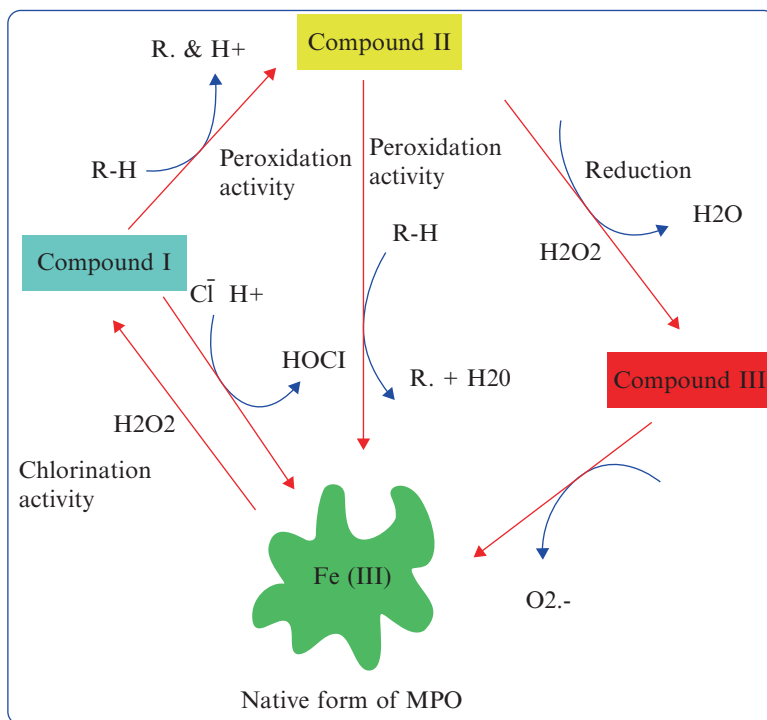 Compound II
R. & H+
R-H
Peroxidation
activity
Peroxidation
activity
Reduction
H2O
H2O2
R-H
Compound I
Cl̄ H+
HOCI
R. + H20
Compound III
H2O2
Chlorination
activity
Fe (III)
O2.-
Native form of MPO